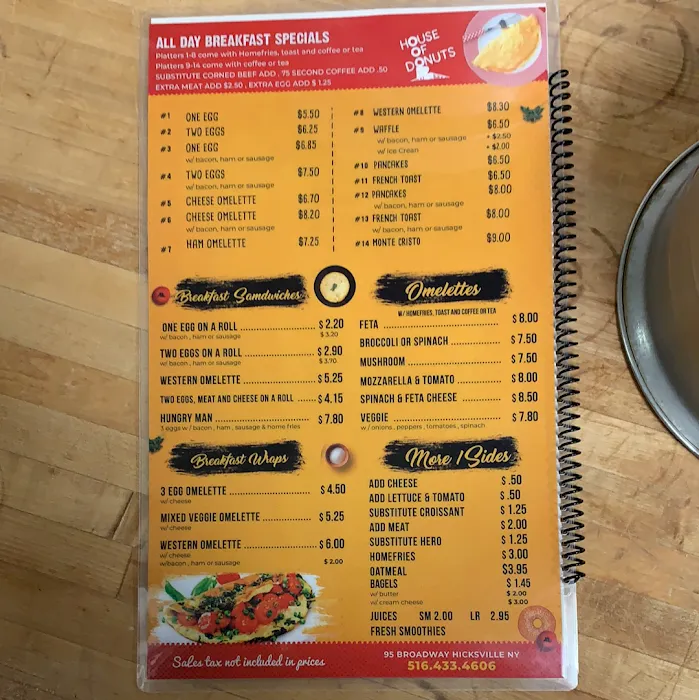 ALL DAY BREAKFAST SPECIALS
Platters 1-8 come with Homefries, toast and coffee or tea
Platters 9-14 come with coffee or tea
SUBSTITUTE CORNED BEEF ADD . 75 SECOND COFFEE ADD .50
EXTRA MEAT ADD $2.50 , EXTRA EGG ADD $ 1.25
HOUSE
OF
DONUTS
#1 ONE EGG $5.50
#2 TWO EGGS $6.25
#3 ONE EGG $6.85
w/ bacon, ham or sausage
#4 TWO EGGS $7.50
w/ bacon, ham or sausage
#5 CHEESE OMELETTE $6.70
#6 CHEESE OMELETTE $8.20
w/ bacon, ham or sausage
#7 HAM OMELETTE $7.25
#8 WESTERN OMELETTE $8.30
#9 WAFFLE $6.50
w/ bacon, ham or sausage + $2.50
w/ Ice Crean + $2.00
#10 PANCAKES $6.50
#11 FRENCH TOAST $6.50
#12 PANCAKES $8.00
w/ bacon, ham or sausage
#13 FRENCH TOAST $8.00
w/ bacon, ham or sausage
#14 MONTE CRISTO $9.00
Breakfast Samdwiches
ONE EGG ON A ROLL $ 2.20
w/ bacon , ham or sausage $ 3.20
TWO EGGS ON A ROLL $ 2.90
w/ bacon , ham or sausage $ 3.70
WESTERN OMELETTE $ 5.25
TWO EGGS, MEAT AND CHEESE ON A ROLL $ 4.15
HUNGRY MAN $ 7.80
3 eggs w / bacon , ham , sausage & home fries
Breakfast Wraps
3 EGG OMELETTE $ 4.50
w/ cheese
MIXED VEGGIE OMELETTE $ 5.25
w/ cheese
WESTERN OMELETTE $ 6.00
w/ cheese
w/bacon , ham or sausage $ 2.00
Omelettes
W/ HOMEFRIES, TOAST AND COFFEE OR TEA
FETA $ 8.00
BROCCOLI OR SPINACH $ 7.50
MUSHROOM $ 7.50
MOZZARELLA & TOMATO $ 8.00
SPINACH & FETA CHEESE $ 8.50
VEGGIE $ 7.80
w / onions , peppers , tomatoes , spinach
More / Sides
ADD CHEESE $ .50
ADD LETTUCE & TOMATO $ .50
SUBSTITUTE CROISSANT $ 1.25
ADD MEAT $ 2.00
SUBSTITUTE HERO $ 1.25
HOMEFRIES $ 3.00
OATMEAL $3.95
BAGELS $ 1.45
w/ butter $ 2.00
w/ cream cheese $ 3.00
JUICES SM 2.00 LR 2.95
FRESH SMOOTHIES
Sales tax not included in prices
95 BROADWAY HICKSVILLE NY
516.433.4606